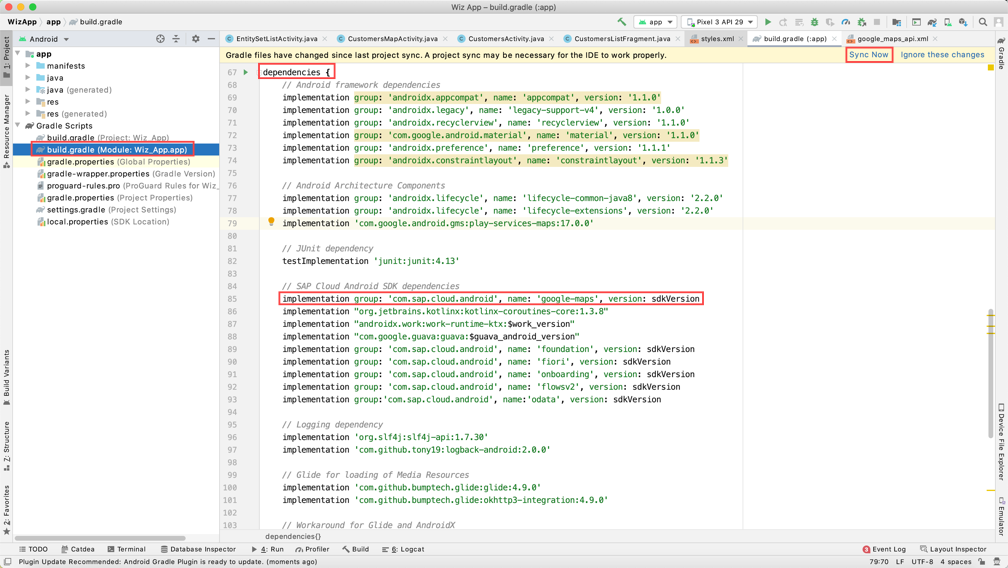 Wiz App – build.gradle (:app)
WizApp › app › build.gradle
app
Pixel 3 API 29
Android
EntitySetListActivity.java
CustomersMapActivity.java
CustomersActivity.java
CustomersListFragment.java
styles.xml
build.gradle (:app)
google_maps_api.xml
Gradle files have changed since last project sync. A project sync may be necessary for the IDE to work properly.
Sync Now
Ignore these changes
1: Project
Resource Manager
Build Variants
Z: Structure
2: Favorites
app
manifests
java
java (generated)
res
res (generated)
Gradle Scripts
build.gradle (Project: Wiz_App)
build.gradle (Module: Wiz_App.app)
gradle.properties (Global Properties)
gradle-wrapper.properties (Gradle Version)
proguard-rules.pro (ProGuard Rules for Wiz_
gradle.properties (Project Properties)
settings.gradle (Project Settings)
local.properties (SDK Location)
67 dependencies {
68 // Android framework dependencies
69 implementation group: 'androidx.appcompat', name: 'appcompat', version: '1.1.0'
70 implementation group: 'androidx.legacy', name: 'legacy-support-v4', version: '1.0.0'
71 implementation group: 'androidx.recyclerview', name: 'recyclerview', version: '1.1.0'
72 implementation group: 'com.google.android.material', name: 'material', version: '1.1.0'
73 implementation group: 'androidx.preference', name: 'preference', version: '1.1.1'
74 implementation group: 'androidx.constraintlayout', name: 'constraintlayout', version: '1.1.3'
75
76 // Android Architecture Components
77 implementation group: 'androidx.lifecycle', name: 'lifecycle-common-java8', version: '2.2.0'
78 implementation group: 'androidx.lifecycle', name: 'lifecycle-extensions', version: '2.2.0'
79 implementation 'com.google.android.gms:play-services-maps:17.0.0'
80
81 // JUnit dependency
82 testImplementation 'junit:junit:4.13'
83
84 // SAP Cloud Android SDK dependencies
85 implementation group: 'com.sap.cloud.android', name: 'google-maps', version: sdkVersion
86 implementation "org.jetbrains.kotlinx:kotlinx-coroutines-core:1.3.8"
87 implementation "androidx.work:work-runtime-ktx:$work_version"
88 implementation "com.google.guava:guava:$guava_android_version"
89 implementation group: 'com.sap.cloud.android', name: 'foundation', version: sdkVersion
90 implementation group: 'com.sap.cloud.android', name: 'fiori', version: sdkVersion
91 implementation group: 'com.sap.cloud.android', name: 'onboarding', version: sdkVersion
92 implementation group: 'com.sap.cloud.android', name: 'flowsv2', version: sdkVersion
93 implementation group:'com.sap.cloud.android', name:'odata', version: sdkVersion
94
95 // Logging dependency
96 implementation 'org.slf4j:slf4j-api:1.7.30'
97 implementation 'com.github.tony19:logback-android:2.0.0'
98
99 // Glide for loading of Media Resources
100 implementation 'com.github.bumptech.glide:glide:4.9.0'
101 implementation 'com.github.bumptech.glide:okhttp3-integration:4.9.0'
102
103 // Workaround for Glide and AndroidX
dependencies{}
Gradle
Device File Explorer
Emulator
TODO
Catdea
Terminal
Database Inspector
4: Run
Profiler
Build
6: Logcat
3 Event Log
Layout Inspector
Plugin Update Recommended: Android Gradle Plugin is ready to update. (moments ago)
79:70 LF UTF-8 4 spaces